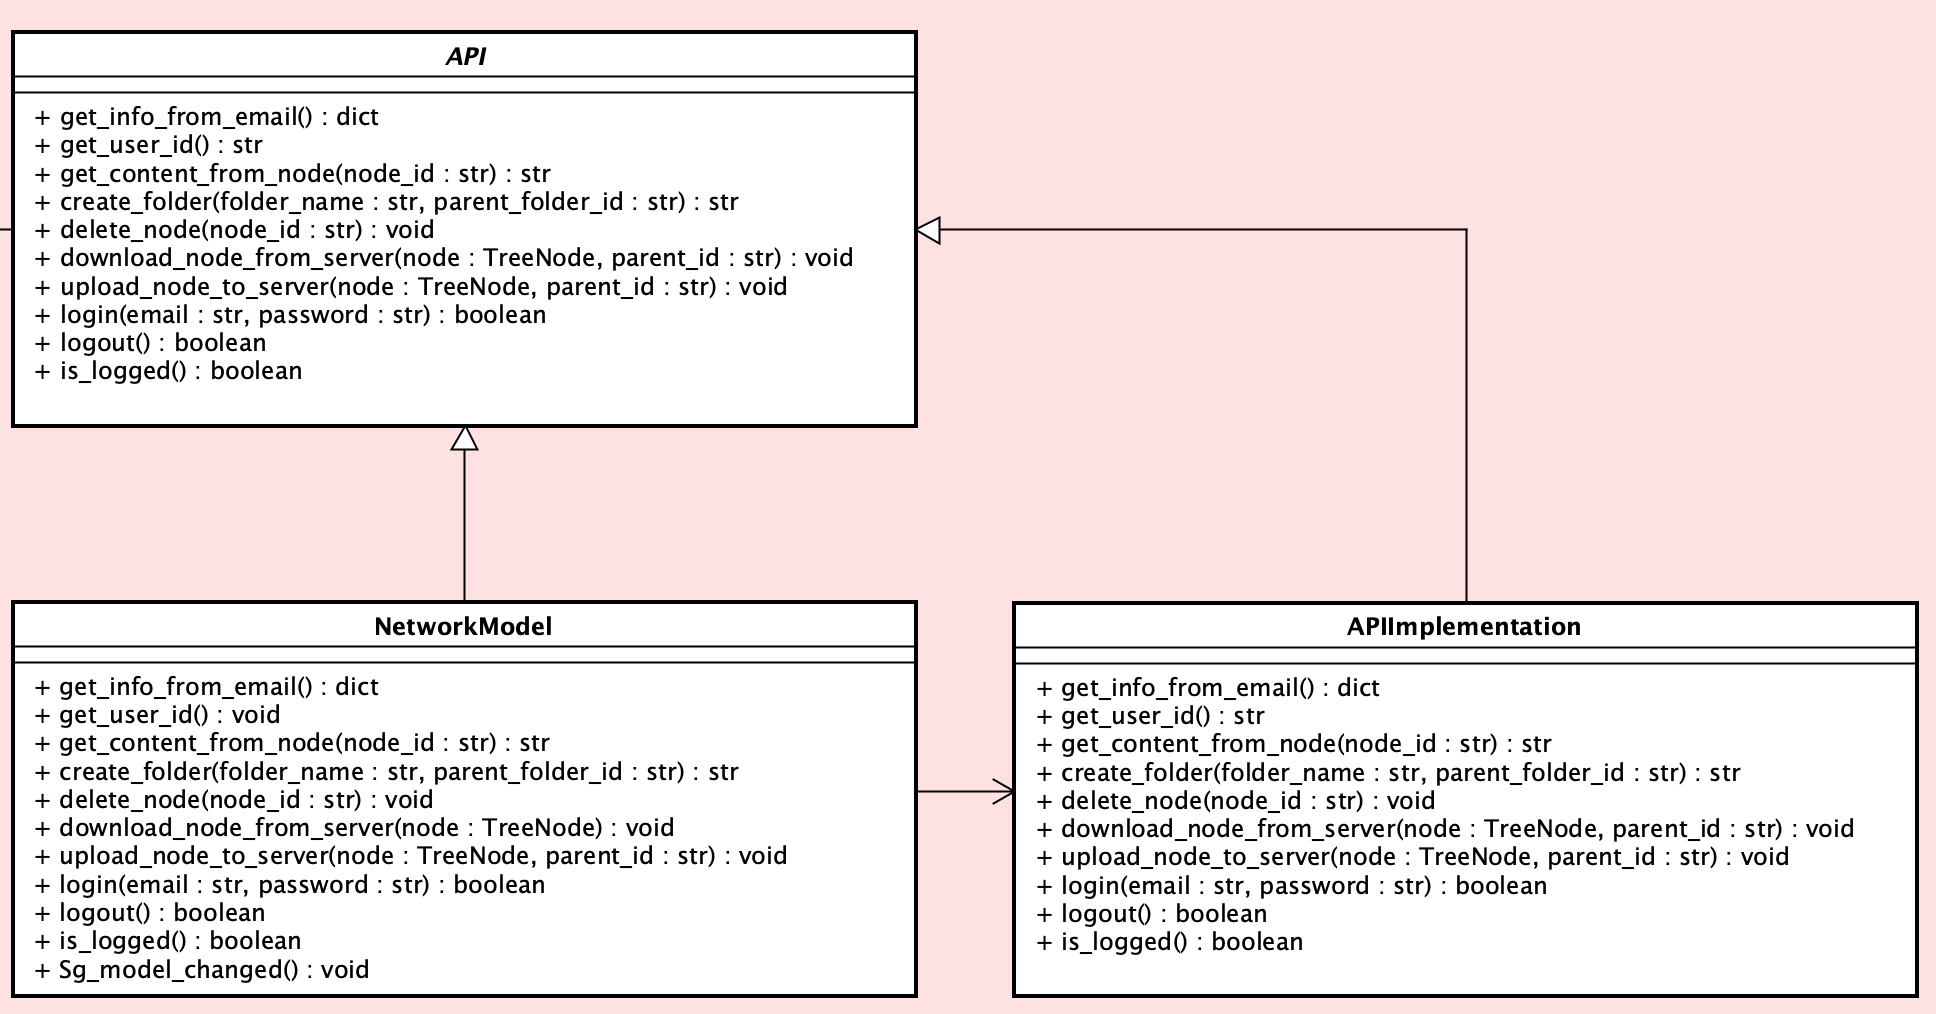 API
+ get_info_from_email() : dict
+ get_user_id() : str
+ get_content_from_node(node_id : str) : str
+ create_folder(folder_name : str, parent_folder_id : str) : str
+ delete_node(node_id : str) : void
+ download_node_from_server(node : TreeNode, parent_id : str) : void
+ upload_node_to_server(node : TreeNode, parent_id : str) : void
+ login(email : str, password : str) : boolean
+ logout() : boolean
+ is_logged() : boolean
NetworkModel
+ get_info_from_email() : dict
+ get_user_id() : void
+ get_content_from_node(node_id : str) : str
+ create_folder(folder_name : str, parent_folder_id : str) : str
+ delete_node(node_id : str) : void
+ download_node_from_server(node : TreeNode) : void
+ upload_node_to_server(node : TreeNode, parent_id : str) : void
+ login(email : str, password : str) : boolean
+ logout() : boolean
+ is_logged() : boolean
+ Sg_model_changed() : void
APIImplementation
+ get_info_from_email() : dict
+ get_user_id() : str
+ get_content_from_node(node_id : str) : str
+ create_folder(folder_name : str, parent_folder_id : str) : str
+ delete_node(node_id : str) : void
+ download_node_from_server(node : TreeNode, parent_id : str) : void
+ upload_node_to_server(node : TreeNode, parent_id : str) : void
+ login(email : str, password : str) : boolean
+ logout() : boolean
+ is_logged() : boolean